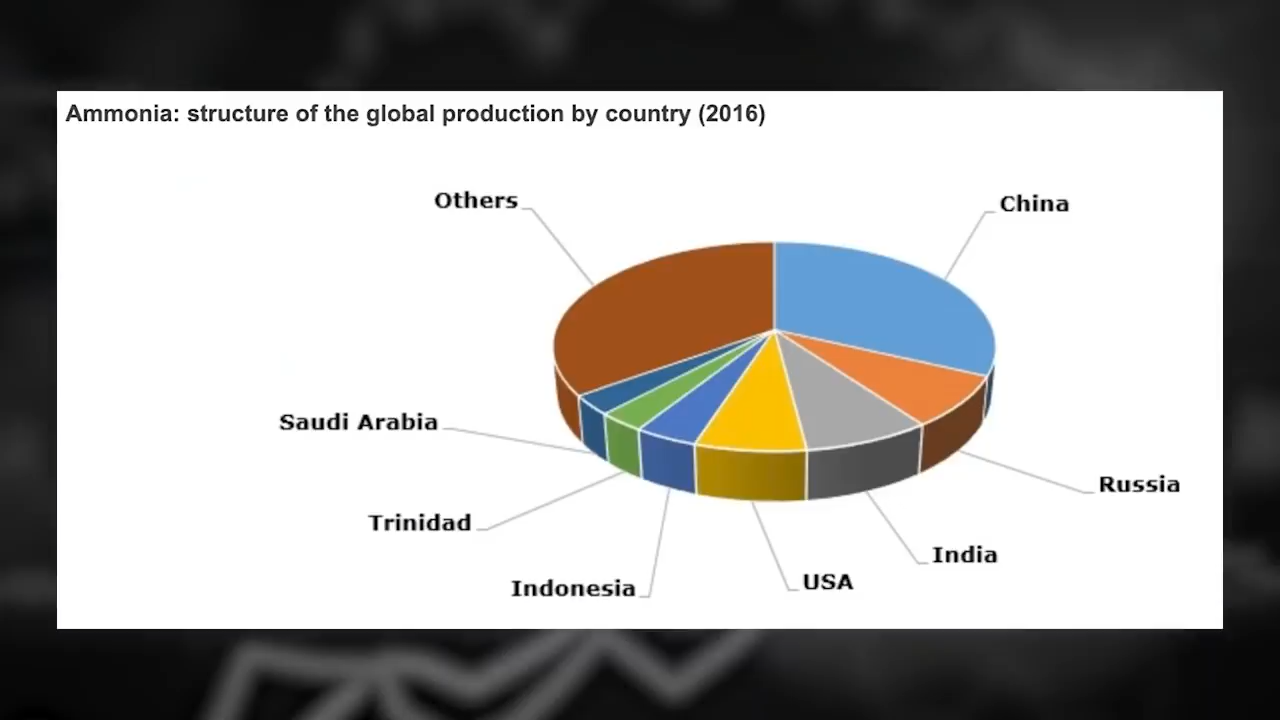 Ammonia: structure of the global production by country (2016)
Others
China
Saudi Arabia
Russia
Trinidad
India
Indonesia
USA